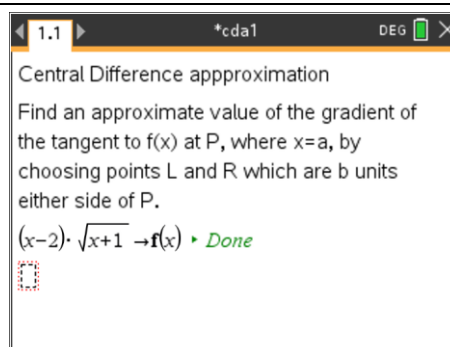 1.1 *cda1 DEG
Central Difference appproximation
Find an approximate value of the gradient of
the tangent to f(x) at P, where x=a, by
choosing points L and R which are b units
either side of P.
(x−2)·√(x+1) →f(x) ▸ Done